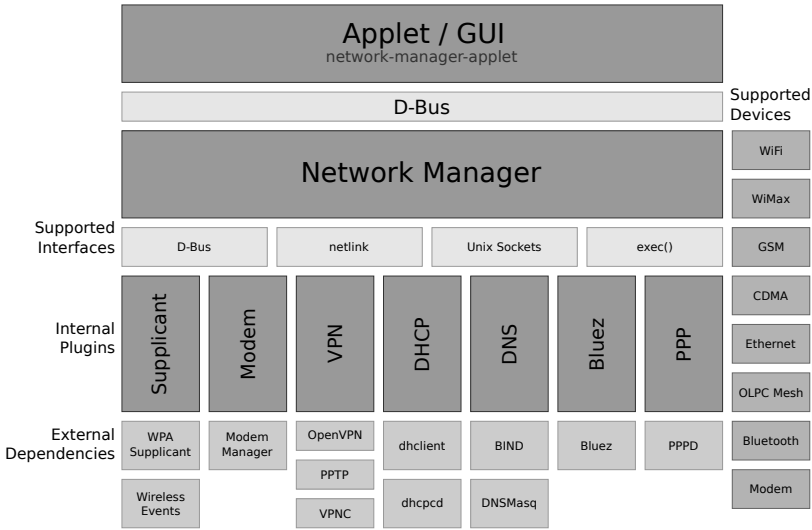 Applet / GUI
network-manager-applet
D-Bus
Supported
Devices
Network Manager
WiFi
WiMax
Supported
Interfaces
D-Bus
netlink
Unix Sockets
exec()
GSM
Internal
Plugins
Supplicant
Modem
VPN
DHCP
DNS
Bluez
PPP
CDMA
Ethernet
OLPC Mesh
External
Dependencies
WPA
Supplicant
Modem
Manager
OpenVPN
dhclient
BIND
Bluez
PPPD
Bluetooth
PPTP
Wireless
Events
VPNC
dhcpcd
DNSMasq
Modem